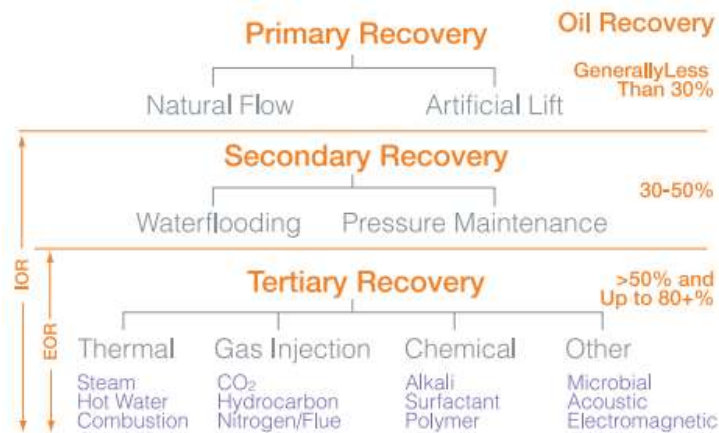 Primary Recovery
Oil Recovery
Natural Flow
Artificial Lift
GenerallyLess
Than 30%
Secondary Recovery
Waterflooding
Pressure Maintenance
30-50%
IOR
EOR
Tertiary Recovery
>50% and
Up to 80+%
Thermal
Steam
Hot Water
Combustion
Gas Injection
CO₂
Hydrocarbon
Nitrogen/Flue
Chemical
Alkali
Surfactant
Polymer
Other
Microbial
Acoustic
Electromagnetic